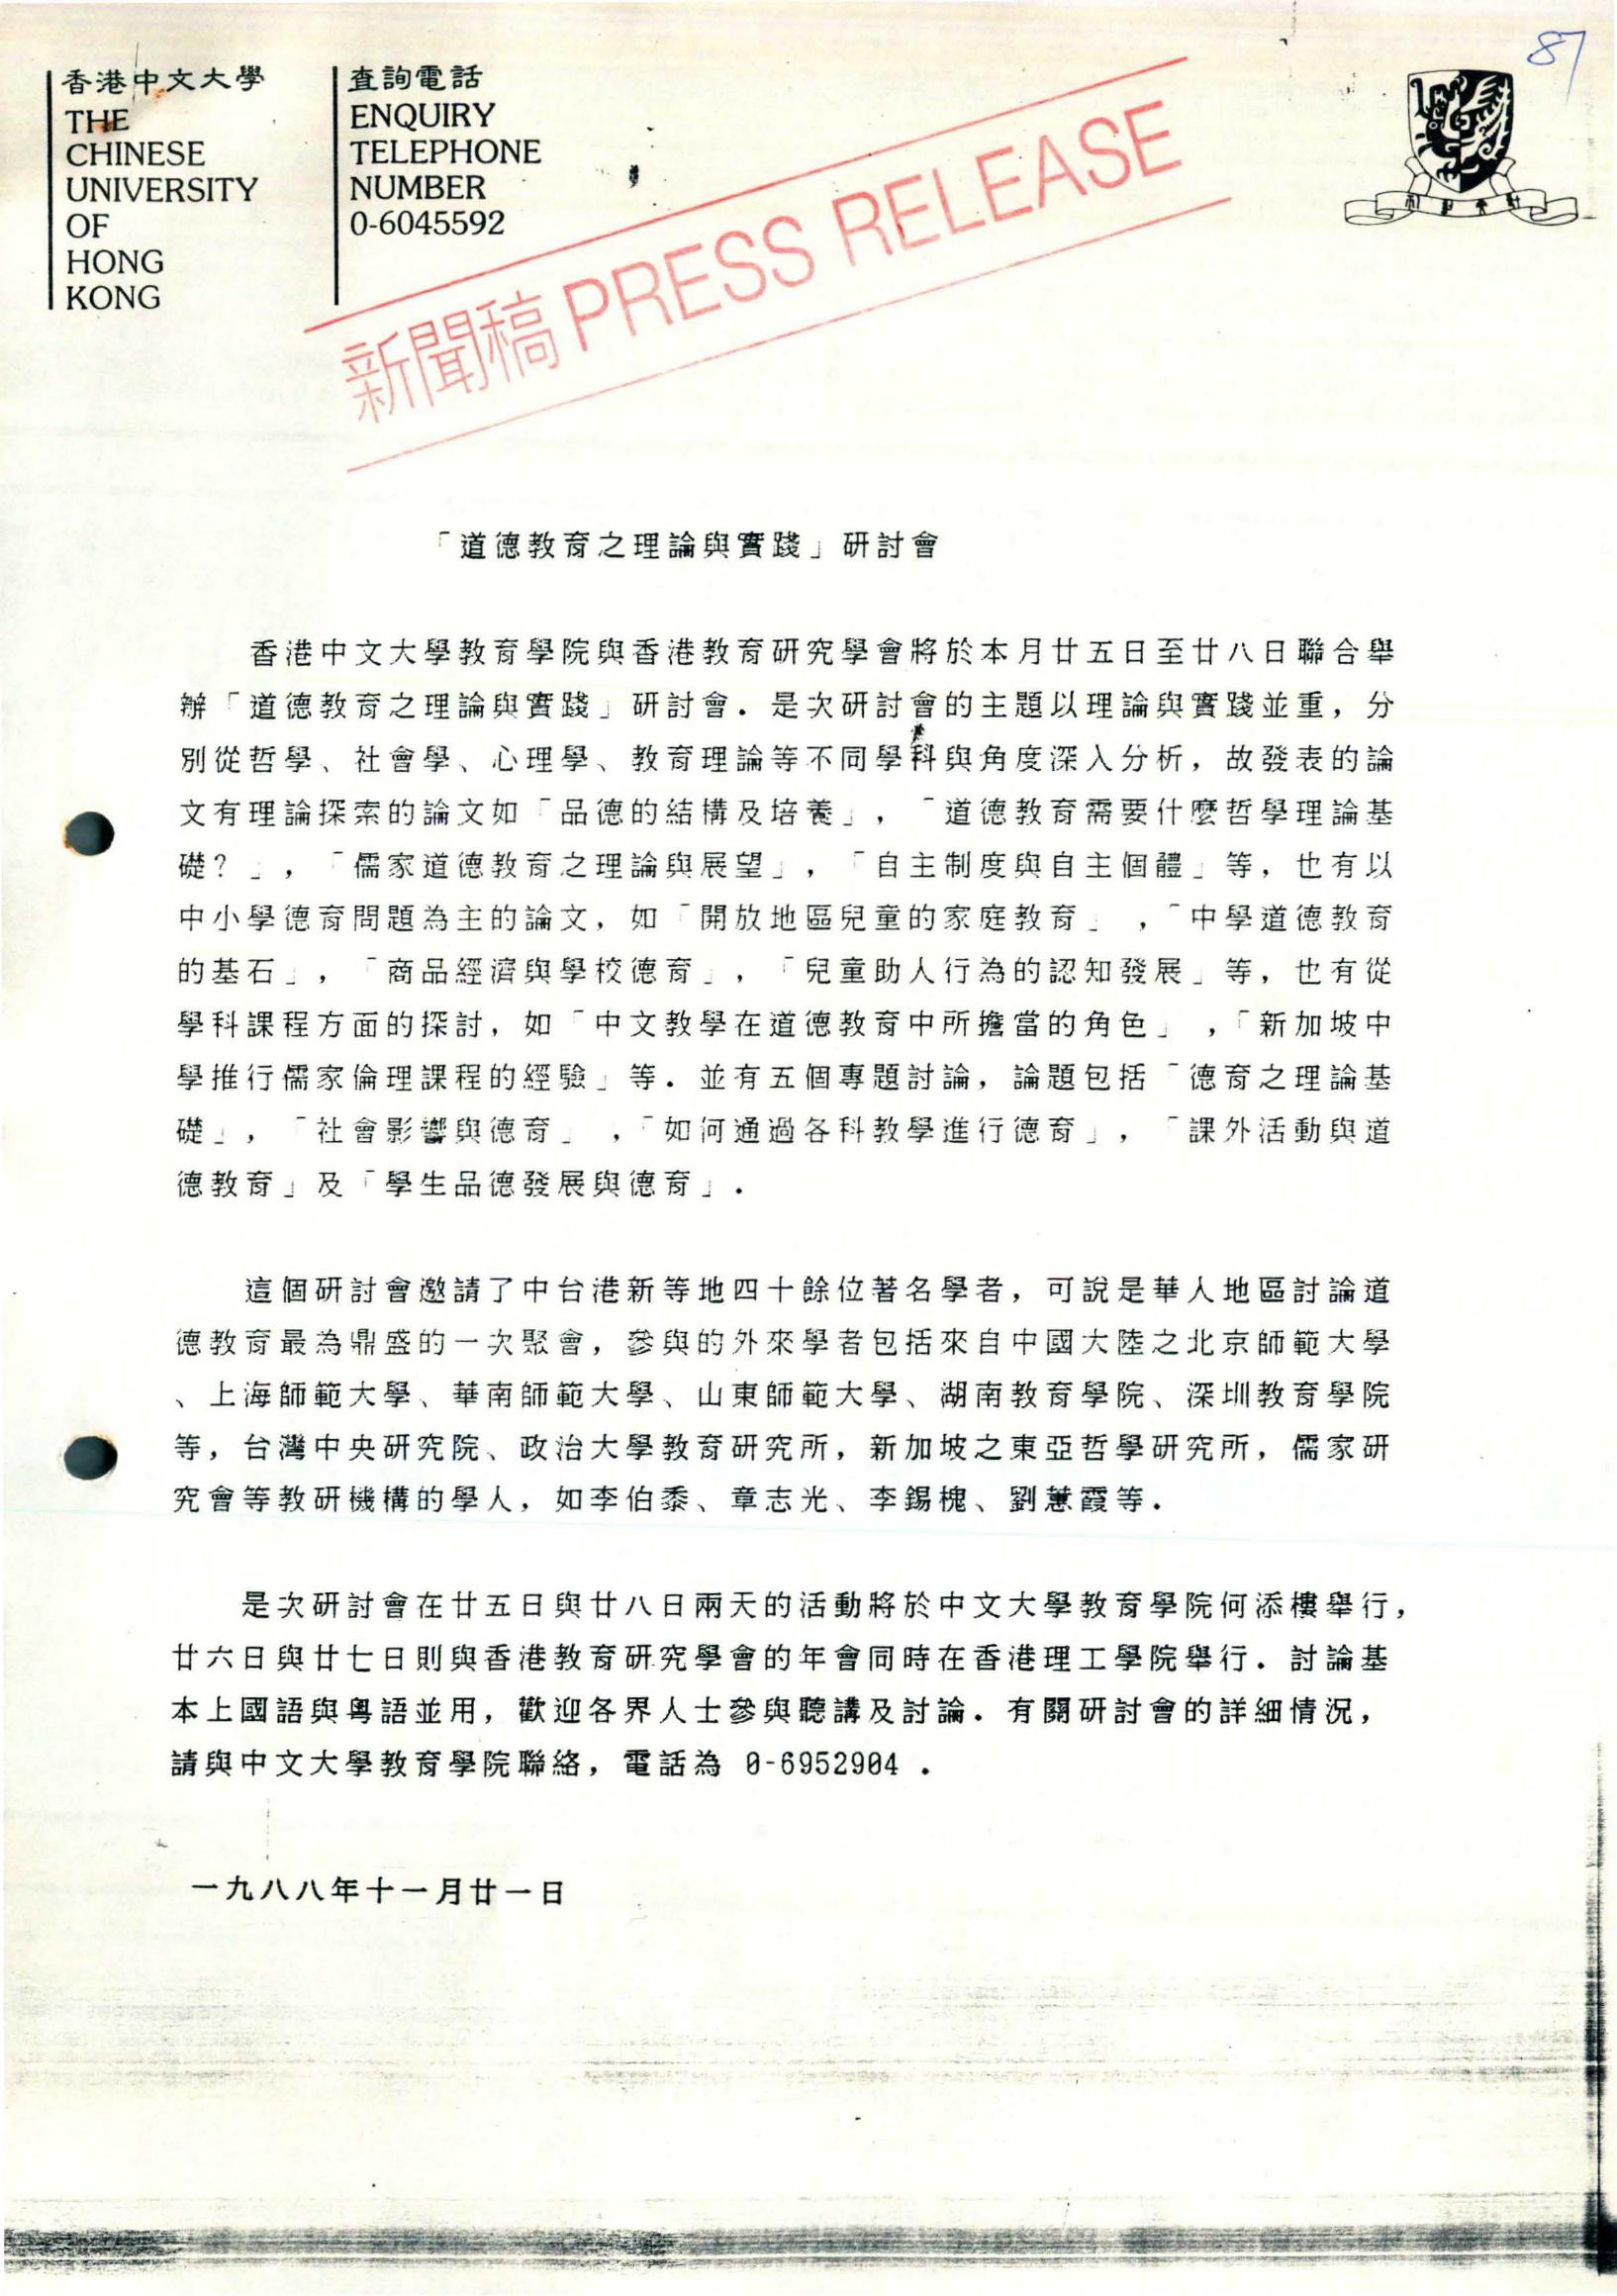 87
香港中文大學
THE
CHINESE
UNIVERSITY
OF
HONG
KONG
查詢電話
ENQUIRY
TELEPHONE
NUMBER
0-6045592
新聞稿 PRESS RELEASE
「道德教育之理論與實踐」研討會
香港中文大學教育學院與香港教育研究學會將於本月廿五日至廿八日聯合舉
辦「道德教育之理論與實踐」研討會．是次研討會的主題以理論與實踐並重，分
別從哲學、社會學、心理學、教育理論等不同學科與角度深入分析，故發表的論
文有理論探索的論文如「品德的結構及培養」，「道德教育需要什麼哲學理論基
礎？」，「儒家道德教育之理論與展望」，「自主制度與自主個體」等，也有以
中小學德育問題為主的論文，如「開放地區兒童的家庭教育」，「中學道德教育
的基石」，「商品經濟與學校德育」，「兒童助人行為的認知發展」等，也有從
學科課程方面的探討，如「中文教學在道德教育中所擔當的角色」，「新加坡中
學推行儒家倫理課程的經驗」等．並有五個專題討論，論題包括「德育之理論基
礎」，「社會影響與德育」，「如何通過各科教學進行德育」，「課外活動與道
德教育」及「學生品德發展與德育」．
這個研討會邀請了中台港新等地四十餘位著名學者，可說是華人地區討論道
德教育最為鼎盛的一次聚會，參與的外來學者包括來自中國大陸之北京師範大學
、上海師範大學、華南師範大學、山東師範大學、湖南教育學院、深圳教育學院
等，台灣中央研究院、政治大學教育研究所，新加坡之東亞哲學研究所，儒家研
究會等教研機構的學人，如李伯黍、章志光、李錫槐、劉蕙霞等．
是次研討會在廿五日與廿八日兩天的活動將於中文大學教育學院何添樓舉行，
廿六日與廿七日則與香港教育研究學會的年會同時在香港理工學院舉行．討論基
本上國語與粵語並用，歡迎各界人士參與聽講及討論．有關研討會的詳細情況，
請與中文大學教育學院聯絡，電話為 0-6952904．
一九八八年十一月廿一日